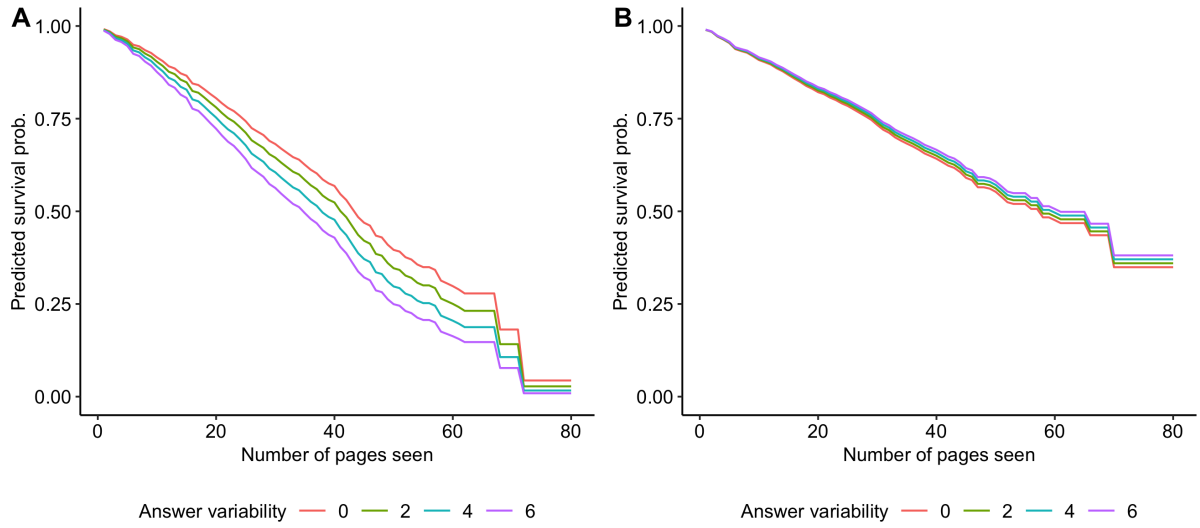 A
1.00
0.75
0.50
0.25
0.00
Predicted survival prob.
0 20 40 60 80
Number of pages seen
Answer variability 0 2 4 6
B
1.00
0.75
0.50
0.25
0.00
Predicted survival prob.
0 20 40 60 80
Number of pages seen
Answer variability 0 2 4 6